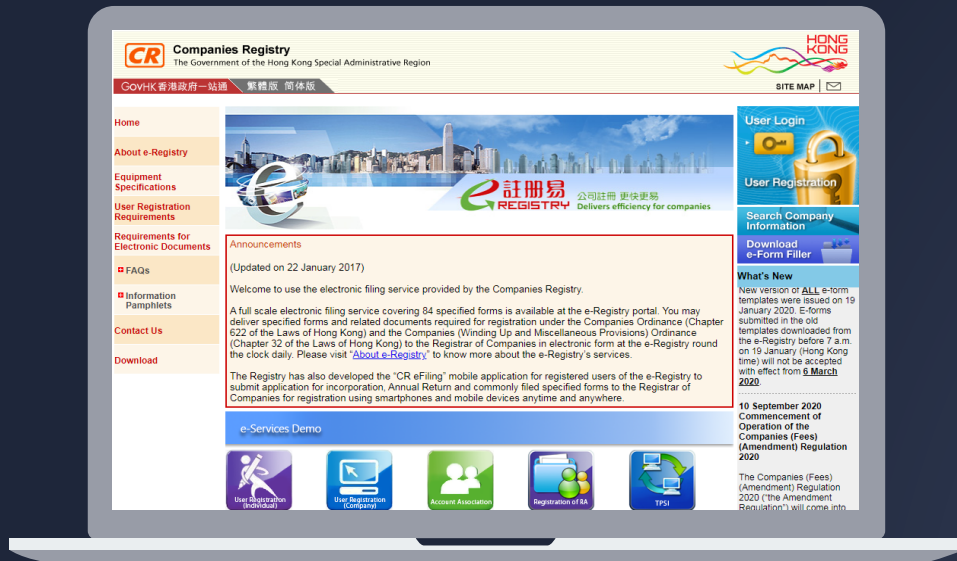 CR
Companies Registry
The Government of the Hong Kong Special Administrative Region
HONG
KONG
GovHK香港政府一站通
繁體版 简体版
SITE MAP
Home
About e-Registry
Equipment
Specifications
User Registration
Requirements
Requirements for
Electronic Documents
FAQs
Information
Pamphlets
Contact Us
Download
e
註冊易
REGISTRY
公司註冊 更快更易
Delivers efficiency for companies
Announcements
(Updated on 22 January 2017)
Welcome to use the electronic filing service provided by the Companies Registry.
A full scale electronic filing service covering 84 specified forms is available at the e-Registry portal. You may
deliver specified forms and related documents required for registration under the Companies Ordinance (Chapter
622 of the Laws of Hong Kong) and the Companies (Winding Up and Miscellaneous Provisions) Ordinance
(Chapter 32 of the Laws of Hong Kong) to the Registrar of Companies in electronic form at the e-Registry round
the clock daily. Please visit “About e-Registry” to know more about the e-Registry's services.
The Registry has also developed the “CR eFiling” mobile application for registered users of the e-Registry to
submit application for incorporation, Annual Return and commonly filed specified forms to the Registrar of
Companies for registration using smartphones and mobile devices anytime and anywhere.
e-Services Demo
User Registration
(Individual)
User Registration
(Company)
Account Association
Registration of RA
TPSI
User Login
User Registration
Search Company
Information
Download
e-Form Filler
What's New
New version of ALL e-form
templates were issued on 19
January 2020. E-forms
submitted in the old
templates downloaded from
the e-Registry before 7 a.m.
on 19 January (Hong Kong
time) will not be accepted
with effect from 6 March
2020.
10 September 2020
Commencement of
Operation of the
Companies (Fees)
(Amendment) Regulation
2020
The Companies (Fees)
(Amendment) Regulation
2020 (“the Amendment
Regulation”) will come into